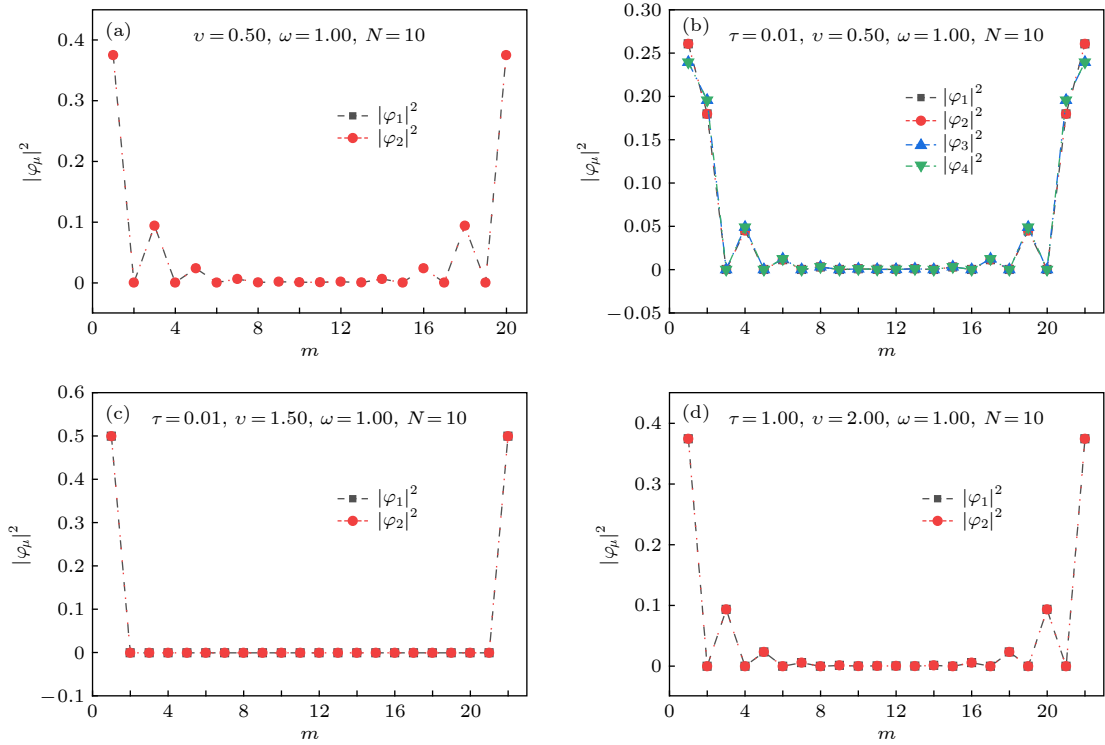 (a)
υ=0.50, ω=1.00, N=10
|φ₁|²
|φ₂|²
|φ_μ|²
0.4
0.3
0.2
0.1
0
0 4 8 12 16 20
m
(b)
τ=0.01, υ=0.50, ω=1.00, N=10
|φ₁|²
|φ₂|²
|φ₃|²
|φ₄|²
|φ_μ|²
0.30
0.25
0.20
0.15
0.10
0.05
0
−0.05
0 4 8 12 16 20
m
(c)
τ=0.01, υ=1.50, ω=1.00, N=10
|φ₁|²
|φ₂|²
|φ_μ|²
0.6
0.5
0.4
0.3
0.2
0.1
0
−0.1
0 4 8 12 16 20
m
(d)
τ=1.00, υ=2.00, ω=1.00, N=10
|φ₁|²
|φ₂|²
|φ_μ|²
0.4
0.3
0.2
0.1
0
0 4 8 12 16 20
m